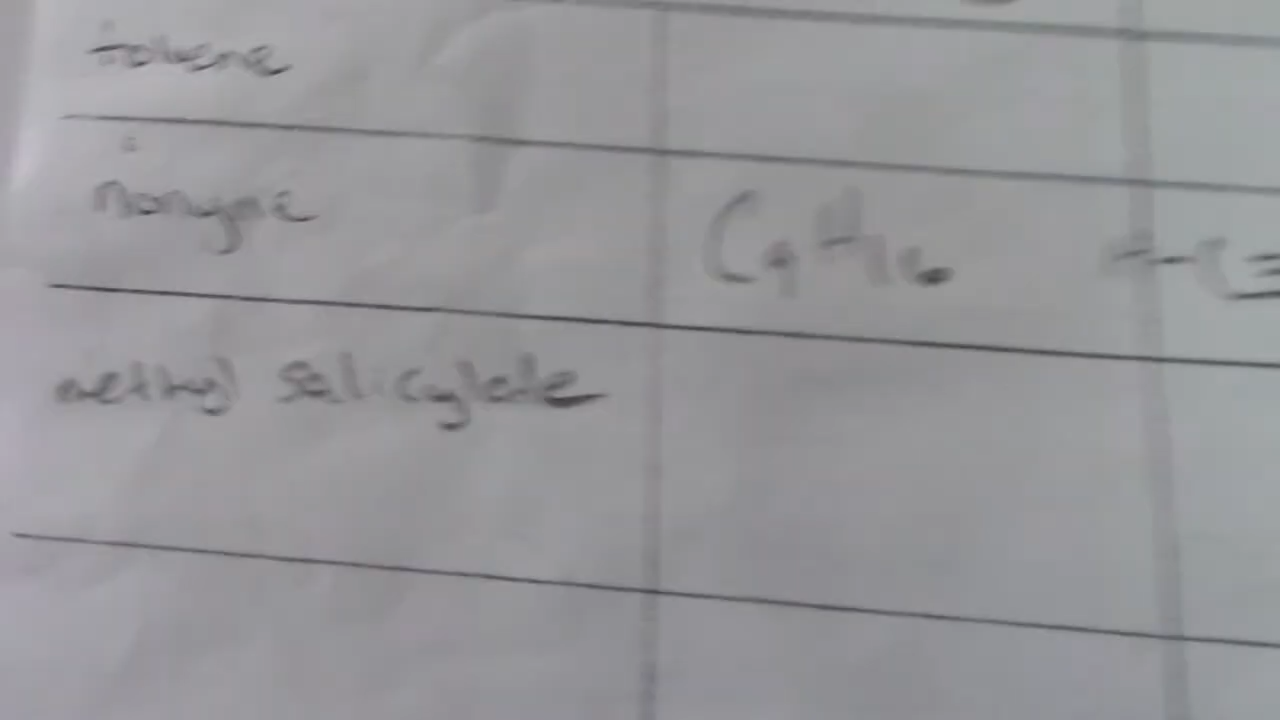 toluene
nonyne C9H16 H-C≡
methyl salicylate